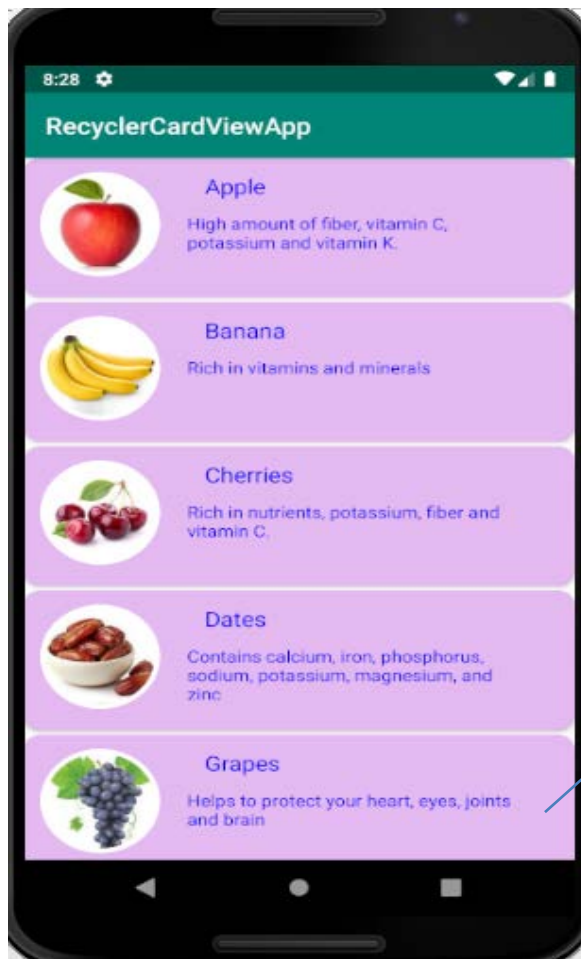 8:28
RecyclerCardViewApp
Apple
High amount of fiber, vitamin C,
potassium and vitamin K.
Banana
Rich in vitamins and minerals
Cherries
Rich in nutrients, potassium, fiber and
vitamin C.
Dates
Contains calcium, iron, phosphorus,
sodium, potassium, magnesium, and
zinc
Grapes
Helps to protect your heart, eyes, joints
and brain